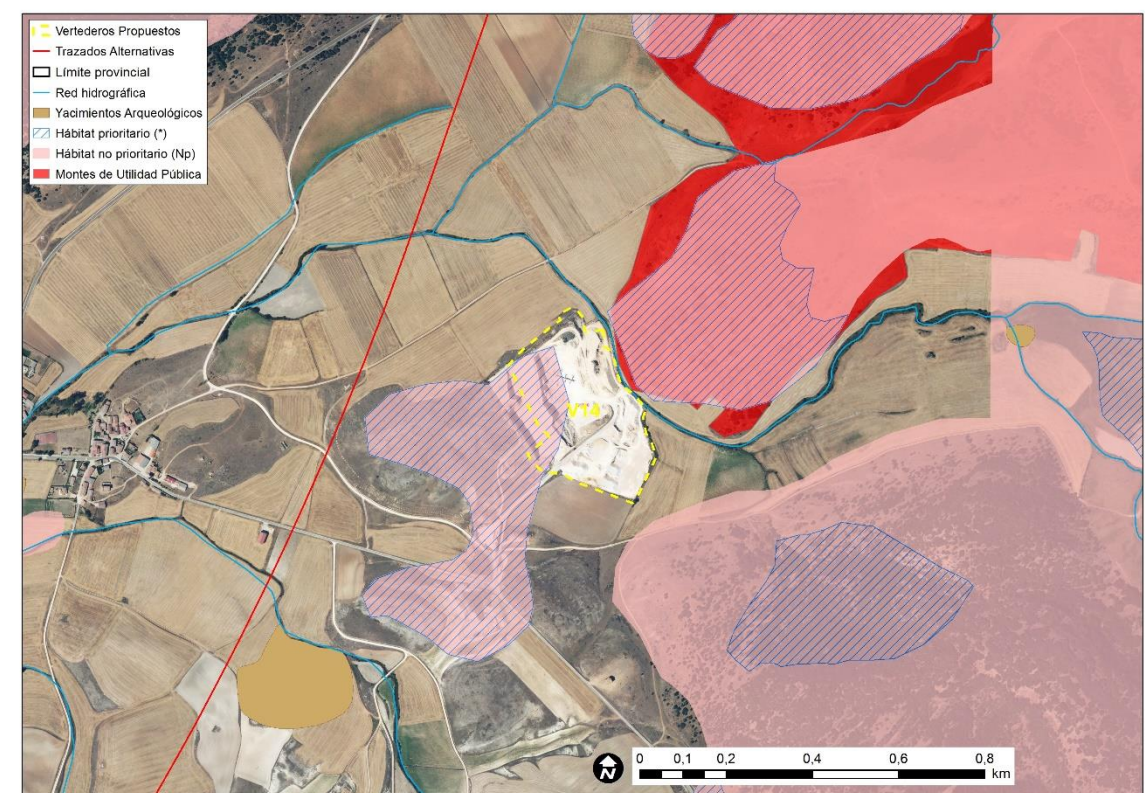 Vertederos Propuestos
Trazados Alternativas
Límite provincial
Red hidrográfica
Yacimientos Arqueológicos
Hábitat prioritario (*)
Hábitat no prioritario (Np)
Montes de Utilidad Pública
V14
N
0 0,1 0,2 0,4 0,6 0,8
km